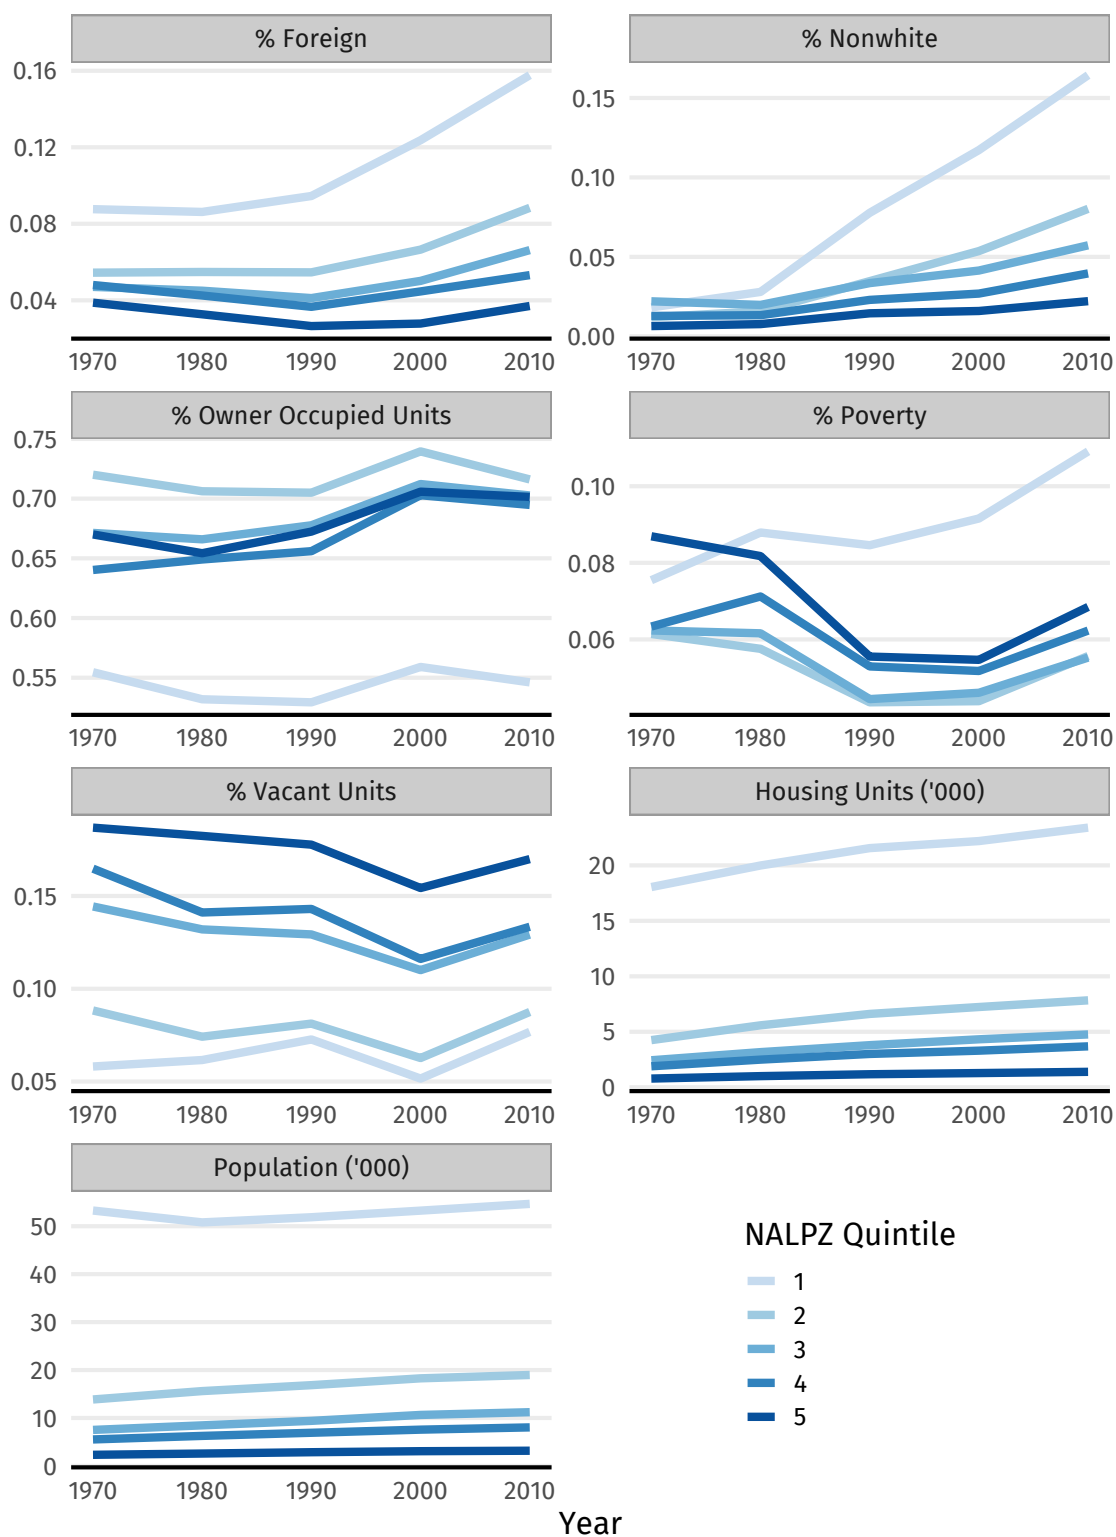 % Foreign
0.16
0.12
0.08
0.04
1970 1980 1990 2000 2010
% Nonwhite
0.15
0.10
0.05
0.00
1970 1980 1990 2000 2010
% Owner Occupied Units
0.75
0.70
0.65
0.60
0.55
1970 1980 1990 2000 2010
% Poverty
0.10
0.08
0.06
1970 1980 1990 2000 2010
% Vacant Units
0.15
0.10
0.05
1970 1980 1990 2000 2010
Housing Units ('000)
20
15
10
5
0
1970 1980 1990 2000 2010
Population ('000)
50
40
30
20
10
0
1970 1980 1990 2000 2010
NALPZ Quintile
1
2
3
4
5
Year